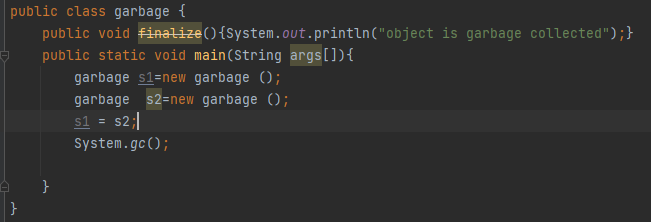 public class garbage {
public void finalize(){System.out.println("object is garbage collected");}
public static void main(String args[]){
garbage s1=new garbage ();
garbage  s2=new garbage ();
s1 = s2;
System.gc();
}
}